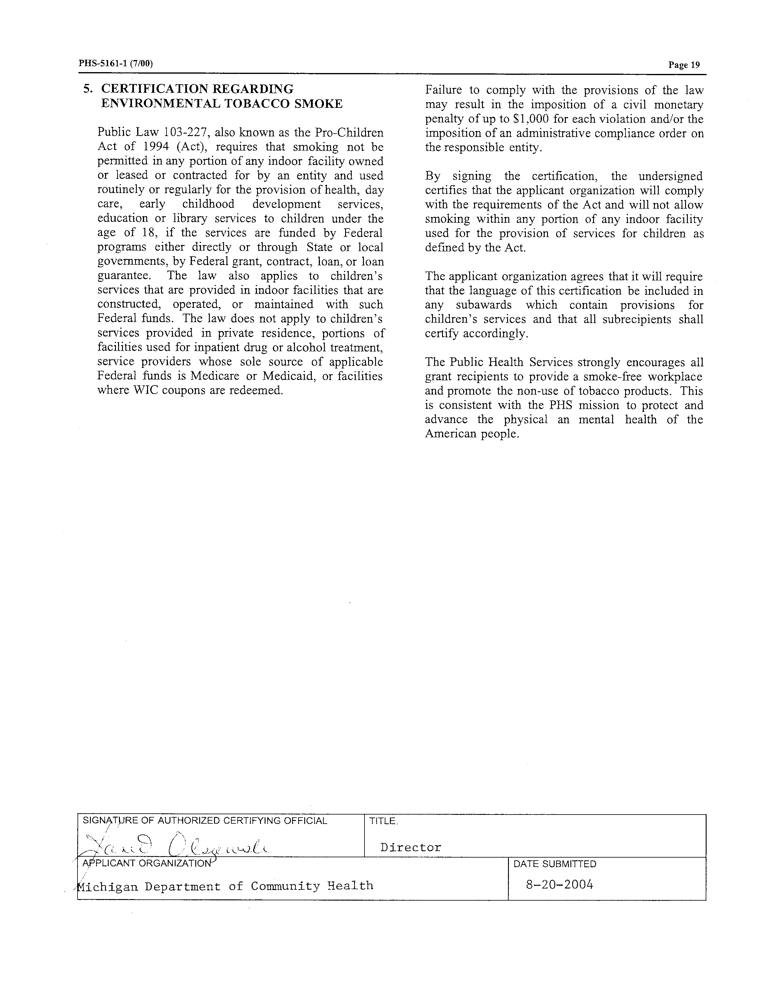 PHS-5161-1 (7/00)
Page 19
5. CERTIFICATION REGARDING
ENVIRONMENTAL TOBACCO SMOKE
Public Law 103-227, also known as the Pro-Children
Act of 1994 (Act), requires that smoking not be
permitted in any portion of any indoor facility owned
or leased or contracted for by an entity and used
routinely or regularly for the provision of health, day
care, early childhood development services,
education or library services to children under the
age of 18, if the services are funded by Federal
programs either directly or through State or local
governments, by Federal grant, contract, loan, or loan
guarantee. The law also applies to children's
services that are provided in indoor facilities that are
constructed, operated, or maintained with such
Federal funds. The law does not apply to children's
services provided in private residence, portions of
facilities used for inpatient drug or alcohol treatment,
service providers whose sole source of applicable
Federal funds is Medicare or Medicaid, or facilities
where WIC coupons are redeemed.
Failure to comply with the provisions of the law
may result in the imposition of a civil monetary
penalty of up to $1,000 for each violation and/or the
imposition of an administrative compliance order on
the responsible entity.
By signing the certification, the undersigned
certifies that the applicant organization will comply
with the requirements of the Act and will not allow
smoking within any portion of any indoor facility
used for the provision of services for children as
defined by the Act.
The applicant organization agrees that it will require
that the language of this certification be included in
any subawards which contain provisions for
children's services and that all subrecipients shall
certify accordingly.
The Public Health Services strongly encourages all
grant recipients to provide a smoke-free workplace
and promote the non-use of tobacco products. This
is consistent with the PHS mission to protect and
advance the physical an mental health of the
American people.
SIGNATURE OF AUTHORIZED CERTIFYING OFFICIAL
TITLE
Director
APPLICANT ORGANIZATION
Michigan Department of Community Health
DATE SUBMITTED
8-20-2004